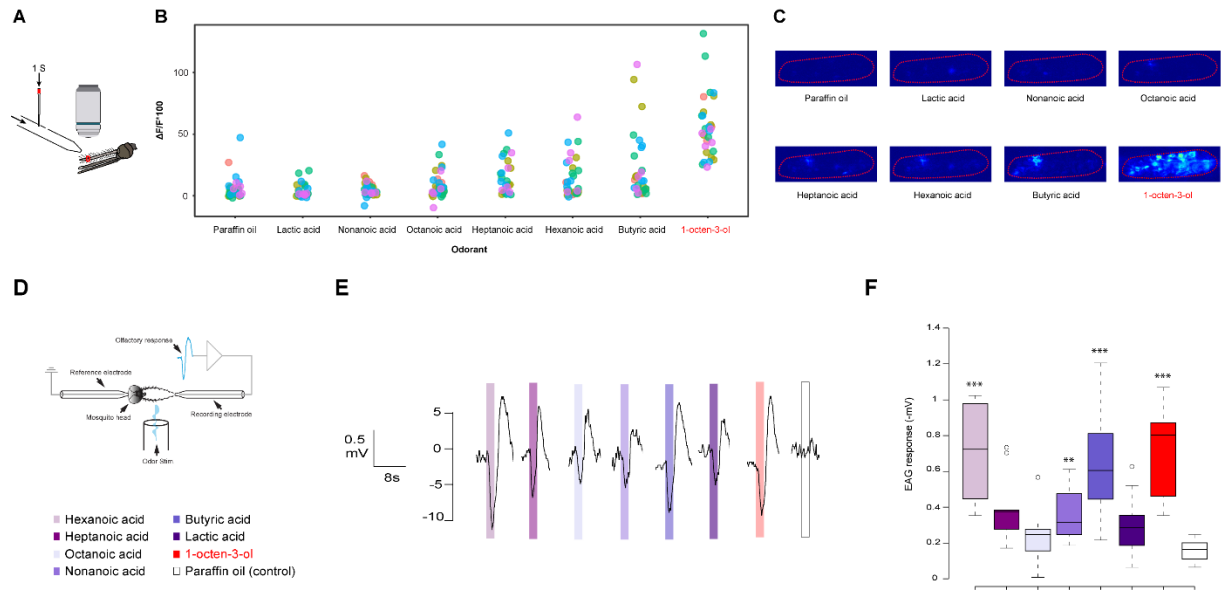 A
1 S
B
ΔF/F*100
100
50
0
Paraffin oil
Lactic acid
Nonanoic acid
Octanoic acid
Heptanoic acid
Hexanoic acid
Butyric acid
1-octen-3-ol
Odorant
C
Paraffin oil
Lactic acid
Nonanoic acid
Octanoic acid
Heptanoic acid
Hexanoic acid
Butyric acid
1-octen-3-ol
D
Olfactory response
Reference electrode
Mosquito head
Recording electrode
Odor Stim
Hexanoic acid
Heptanoic acid
Octanoic acid
Nonanoic acid
Butyric acid
Lactic acid
1-octen-3-ol
Paraffin oil (control)
E
0.5
mV
8s
5
0
-5
-10
F
EAG response (-mV)
1.4
1.2
1
0.8
0.6
0.4
0.2
0
***
**
***
***